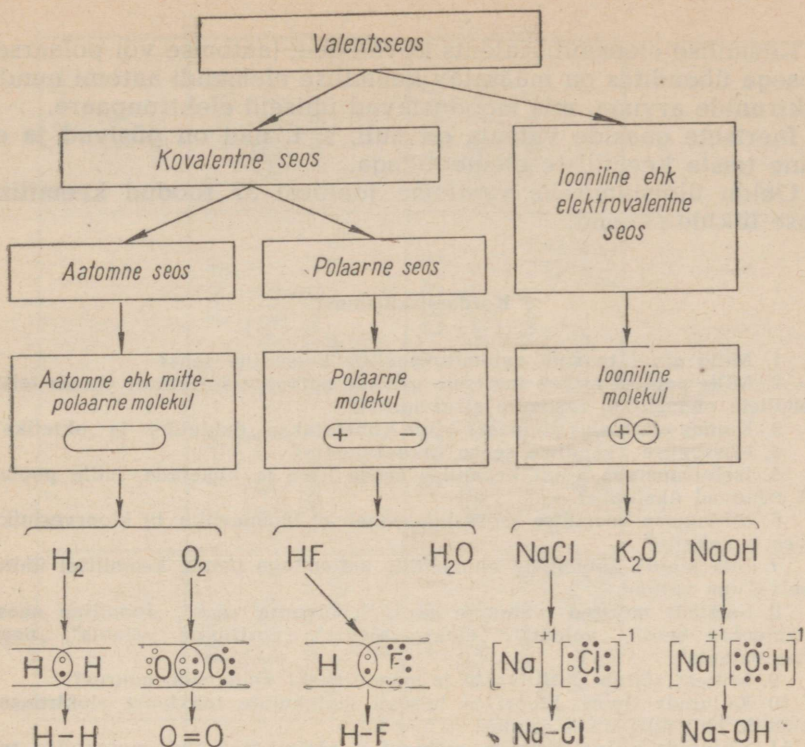 Valentsseos
Kovalentne seos
Iooniline ehk
elektrovalentne
seos
Aatomne seos
Polaarne seos
Aatomne ehk mitte-
polaarne molekul
Polaarne
molekul
+ −
Iooniline
molekul
+ −
H₂ O₂ HF H₂O NaCl K₂O NaOH
H H
O O
H F
[Na]⁺¹ [Cl]⁻¹
[Na]⁺¹ [OH]⁻¹
H–H O=O H–F Na–Cl Na–OH